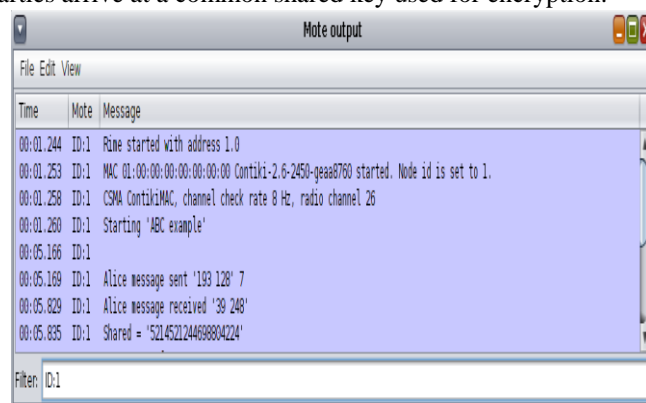 arties arrive at a common shared key used for encryption.
Mote output
File Edit View
Time Mote Message
00:01.244 ID:1 Rime started with address 1.0
00:01.253 ID:1 MAC 01:00:00:00:00:00:00:00 Contiki-2.6-2450-geaa8760 started. Node id is set to 1.
00:01.258 ID:1 CSMA ContikiMAC, channel check rate 8 Hz, radio channel 26
00:01.260 ID:1 Starting 'ABC example'
00:05.166 ID:1
00:05.169 ID:1 Alice message sent '193 128' 7
00:05.829 ID:1 Alice message received '39 248'
00:05.835 ID:1 Shared = '5214521244698804224'
Filter: ID:1